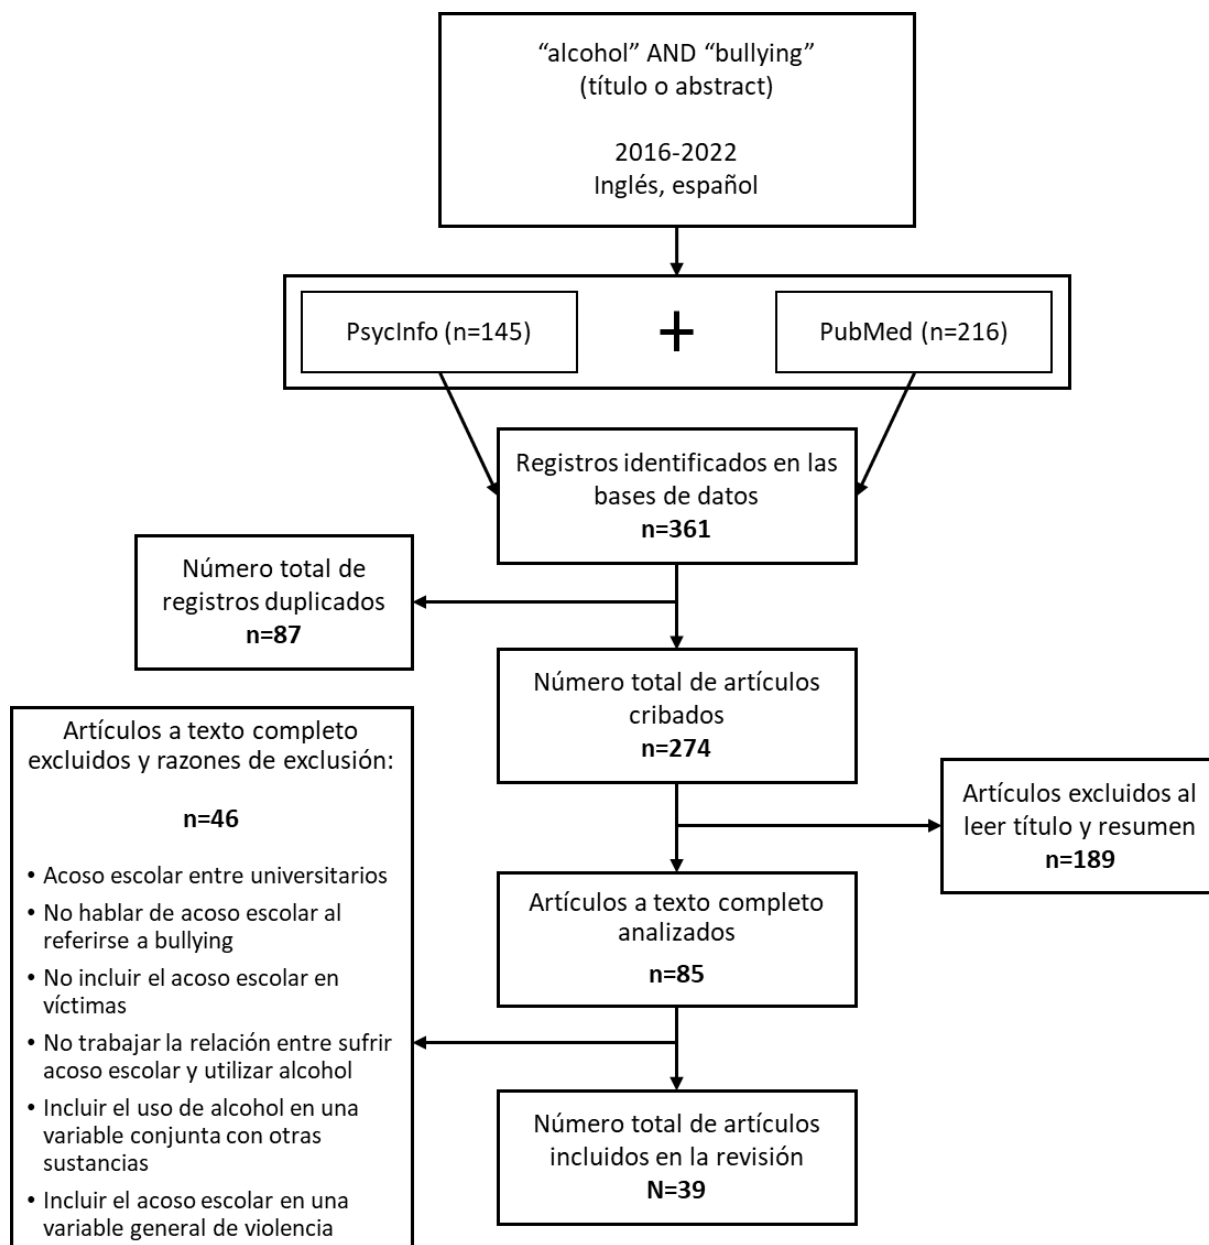 “alcohol” AND “bullying”
(título o abstract)
2016-2022
Inglés, español
PsycInfo (n=145)
+
PubMed (n=216)
Registros identificados en las
bases de datos
n=361
Número total de
registros duplicados
n=87
Número total de artículos
cribados
n=274
Artículos excluidos al
leer título y resumen
n=189
Artículos a texto completo
analizados
n=85
Artículos a texto completo
excluidos y razones de exclusión:
n=46
• Acoso escolar entre universitarios
• No hablar de acoso escolar al
referirse a bullying
• No incluir el acoso escolar en
víctimas
• No trabajar la relación entre sufrir
acoso escolar y utilizar alcohol
• Incluir el uso de alcohol en una
variable conjunta con otras
sustancias
• Incluir el acoso escolar en una
variable general de violencia
Número total de artículos
incluidos en la revisión
N=39